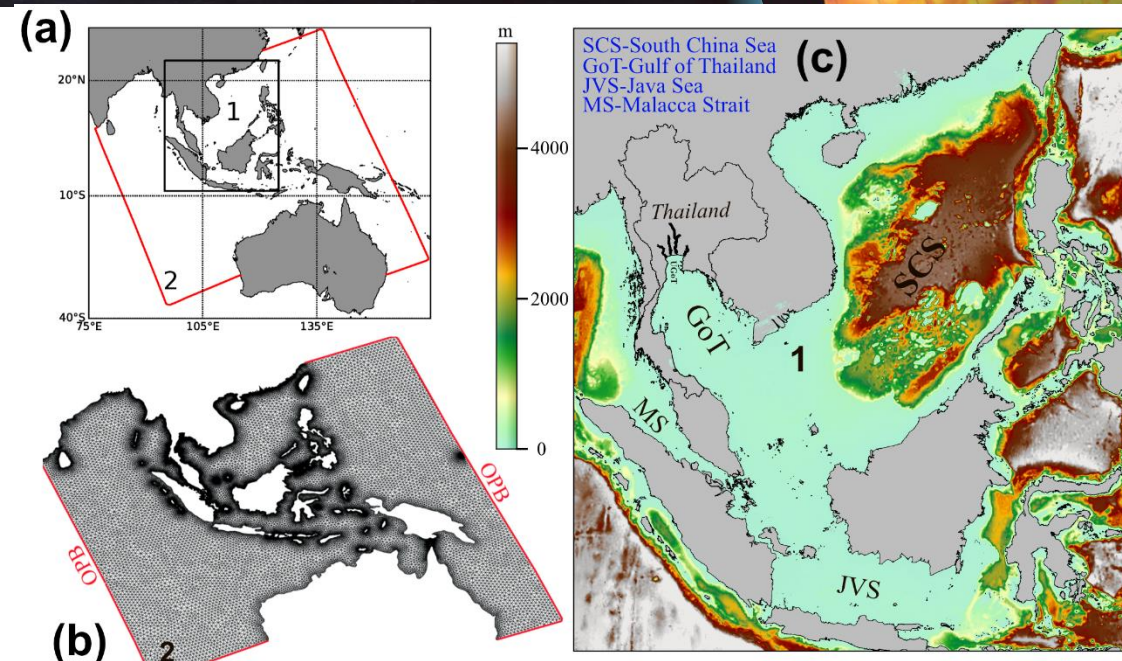 (a)
20°N
10°S
40°S
75°E
105°E
135°E
1
2
m
4000
2000
0
(b)
OPB
OPB
2
SCS-South China Sea
GoT-Gulf of Thailand
JVS-Java Sea
MS-Malacca Strait
(c)
Thailand
SCS
GoT
1
MS
JVS